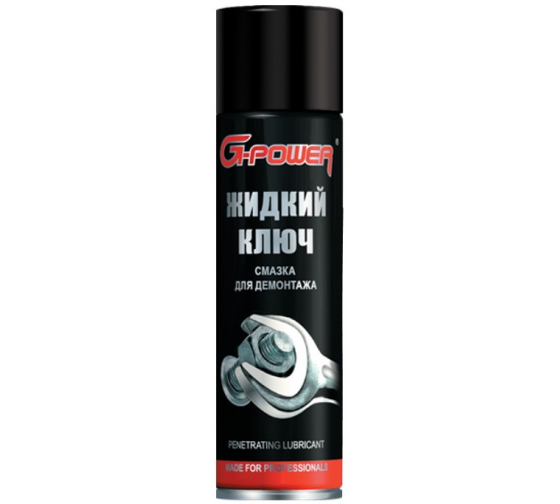 G-POWER®
ЖИДКИЙ
КЛЮЧ
СМАЗКА
ДЛЯ ДЕМОНТАЖА
PENETRATING LUBRICANT
MADE FOR PROFESSIONALS